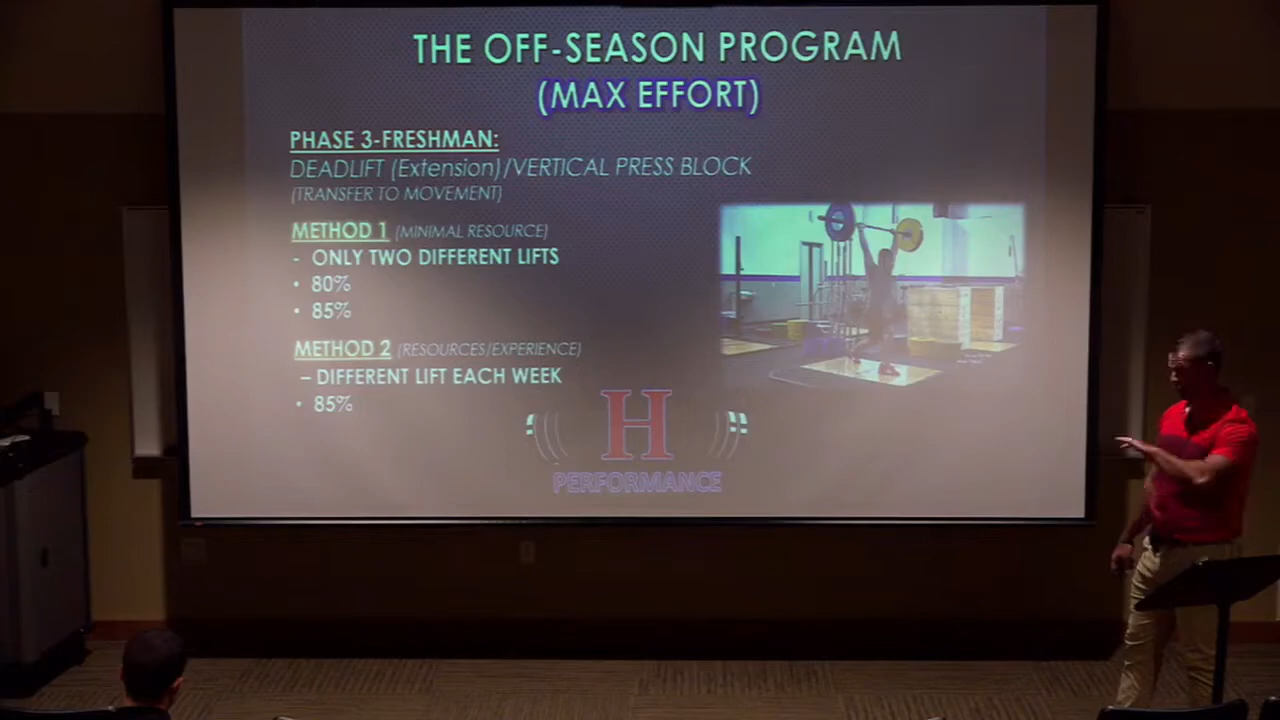 THE OFF-SEASON PROGRAM
(MAX EFFORT)
PHASE 3-FRESHMAN:
DEADLIFT (Extension)/VERTICAL PRESS BLOCK
(TRANSFER TO MOVEMENT)
METHOD 1 (MINIMAL RESOURCE)
- ONLY TWO DIFFERENT LIFTS
• 80%
• 85%
METHOD 2 (RESOURCES/EXPERIENCE)
– DIFFERENT LIFT EACH WEEK
• 85%
H
PERFORMANCE